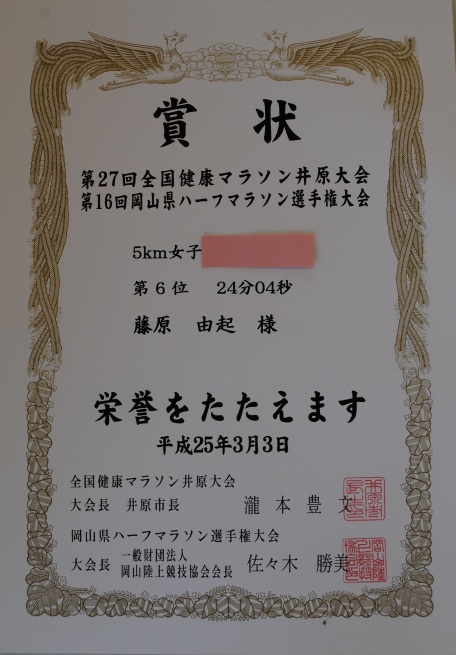 賞 状
第27回全国健康マラソン井原大会
第16回岡山県ハーフマラソン選手権大会
5km女子
第 6 位 24分04秒
藤原 由起 様
栄誉をたたえます
平成25年3月3日
全国健康マラソン井原大会
大会長 井原市長 瀧本豊文
岡山県ハーフマラソン選手権大会
大会長 一般財団法人 岡山陸上競技協会会長 佐々木 勝美